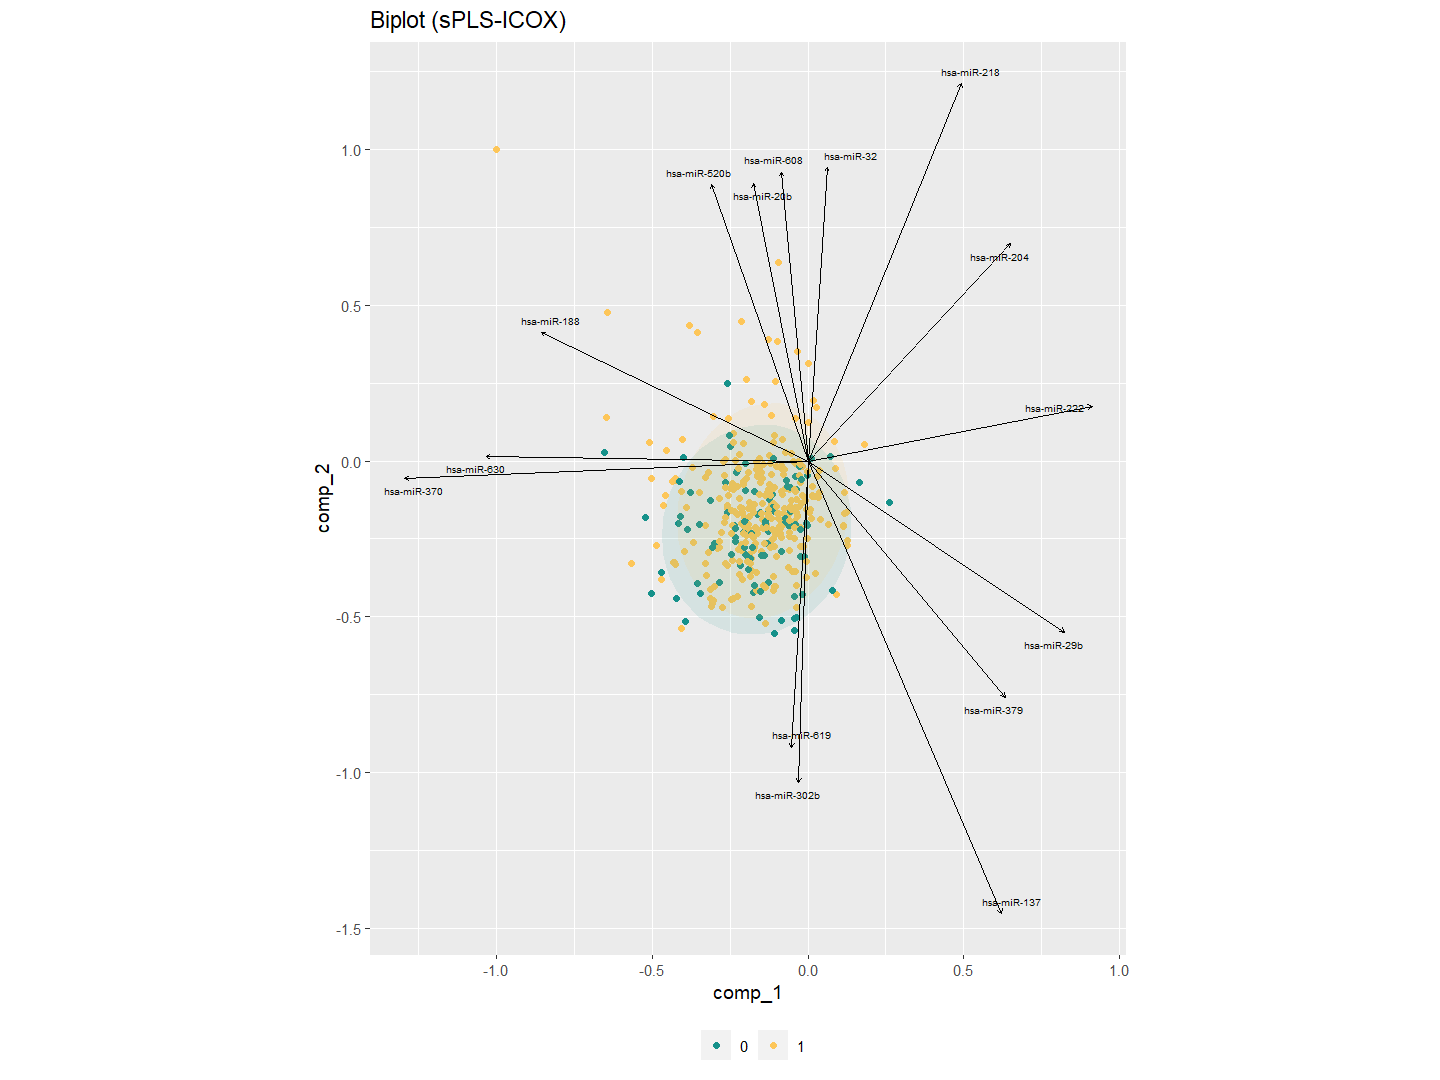 Biplot (sPLS-ICOX)
hsa-miR-218
1.0
hsa-miR-608
hsa-miR-32
hsa-miR-520b
hsa-miR-20b
hsa-miR-204
0.5
hsa-miR-188
hsa-miR-222
0.0
hsa-miR-630
hsa-miR-370
comp_2
-0.5
hsa-miR-29b
hsa-miR-379
hsa-miR-619
-1.0
hsa-miR-302b
hsa-miR-137
-1.5
-1.0 -0.5 0.0 0.5 1.0
comp_1
0 1